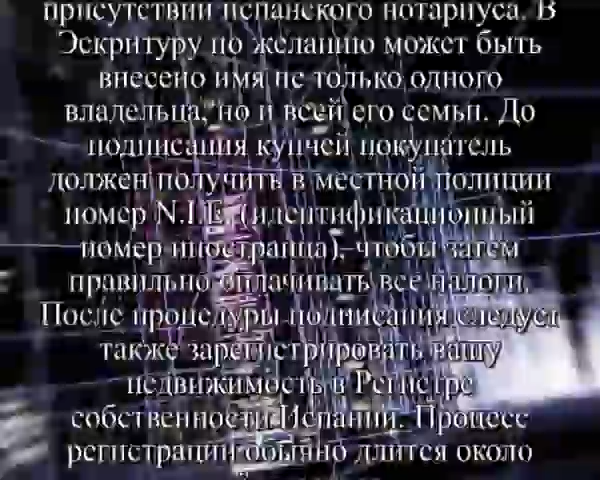 присутствии испанского нотариуса. В
Эскритуру по желанию может быть
внесено имя не только одного
владельца, но и всей его семьи. До
подписания купчей покупатель
должен получить в местной полиции
номер N.I.E. (идентификационный
номер иностранца), чтобы затем
правильно оплачивать все налоги.
После процедуры подписания следует
также зарегистрировать вашу
недвижимость в Регистре
собственности Испании. Процесс
регистрации обычно длится около